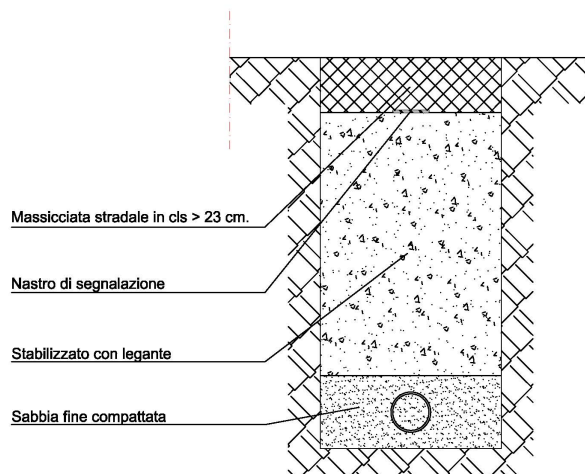 Massicciata stradale in cls > 23 cm.
Nastro di segnalazione
Stabilizzato con legante
Sabbia fine compattata